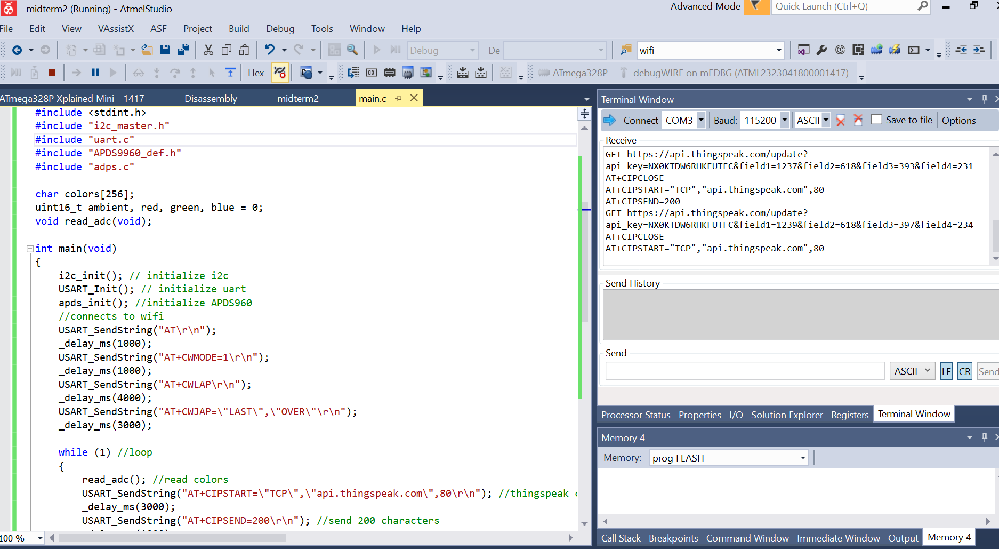 midterm2 (Running) - AtmelStudio
Advanced Mode
Quick Launch (Ctrl+Q)
File Edit View VAssistX ASF Project Build Debug Tools Window Help
Debug
Del
wifi
Hex
ATmega328P
debugWIRE on mEDBG (ATML2323041800001417)
ATmega328P Xplained Mini - 1417
Disassembly
midterm2
main.c
#include <stdint.h>
#include "i2c_master.h"
#include "uart.c"
#include "APDS9960_def.h"
#include "adps.c"
char colors[256];
uint16_t ambient, red, green, blue = 0;
void read_adc(void);
int main(void)
{
i2c_init(); // initialize i2c
USART_Init(); // initialize uart
apds_init(); //initialize APDS960
//connects to wifi
USART_SendString("AT\r\n");
_delay_ms(1000);
USART_SendString("AT+CWMODE=1\r\n");
_delay_ms(1000);
USART_SendString("AT+CWLAP\r\n");
_delay_ms(4000);
USART_SendString("AT+CWJAP=\"LAST\",\"OVER\"\r\n");
_delay_ms(3000);
while (1) //loop
{
read_adc(); //read colors
USART_SendString("AT+CIPSTART=\"TCP\",\"api.thingspeak.com\",80\r\n"); //thingspeak
_delay_ms(3000);
USART_SendString("AT+CIPSEND=200\r\n"); //send 200 characters
100 %
Terminal Window
Connect COM3 Baud: 115200 ASCII Save to file Options
Receive
GET https://api.thingspeak.com/update?
api_key=NX0KTDW6RHKFUTFC&field1=1237&field2=618&field3=393&field4=231
AT+CIPCLOSE
AT+CIPSTART="TCP","api.thingspeak.com",80
AT+CIPSEND=200
GET https://api.thingspeak.com/update?
api_key=NX0KTDW6RHKFUTFC&field1=1239&field2=618&field3=397&field4=234
AT+CIPCLOSE
AT+CIPSTART="TCP","api.thingspeak.com",80
Send History
Send
ASCII LF CR Send
Processor Status Properties I/O Solution Explorer Registers Terminal Window
Memory 4
Memory: prog FLASH
Call Stack Breakpoints Command Window Immediate Window Output Memory 4